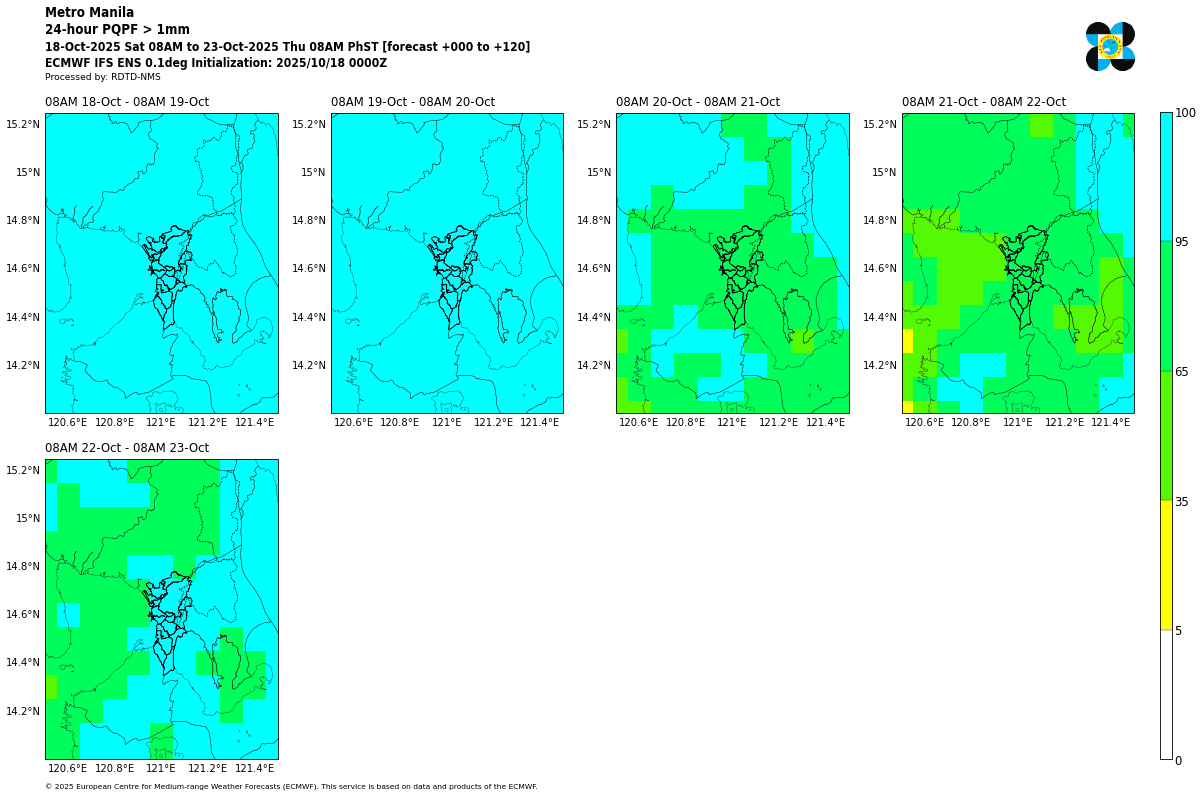 Metro Manila
24-hour PQPF > 1mm
18-Oct-2025 Sat 08AM to 23-Oct-2025 Thu 08AM PhST [forecast +000 to +120]
ECMWF IFS ENS 0.1deg Initialization: 2025/10/18 0000Z
Processed by: RDTD-NMS
08AM 18-Oct - 08AM 19-Oct
08AM 19-Oct - 08AM 20-Oct
08AM 20-Oct - 08AM 21-Oct
08AM 21-Oct - 08AM 22-Oct
15.2°N
15°N
14.8°N
14.6°N
14.4°N
14.2°N
120.6°E 120.8°E 121°E 121.2°E 121.4°E
15.2°N
15°N
14.8°N
14.6°N
14.4°N
14.2°N
120.6°E 120.8°E 121°E 121.2°E 121.4°E
15.2°N
15°N
14.8°N
14.6°N
14.4°N
14.2°N
120.6°E 120.8°E 121°E 121.2°E 121.4°E
15.2°N
15°N
14.8°N
14.6°N
14.4°N
14.2°N
120.6°E 120.8°E 121°E 121.2°E 121.4°E
08AM 22-Oct - 08AM 23-Oct
15.2°N
15°N
14.8°N
14.6°N
14.4°N
14.2°N
120.6°E 120.8°E 121°E 121.2°E 121.4°E
100
95
65
35
5
0
© 2025 European Centre for Medium-range Weather Forecasts (ECMWF). This service is based on data and products of the ECMWF.